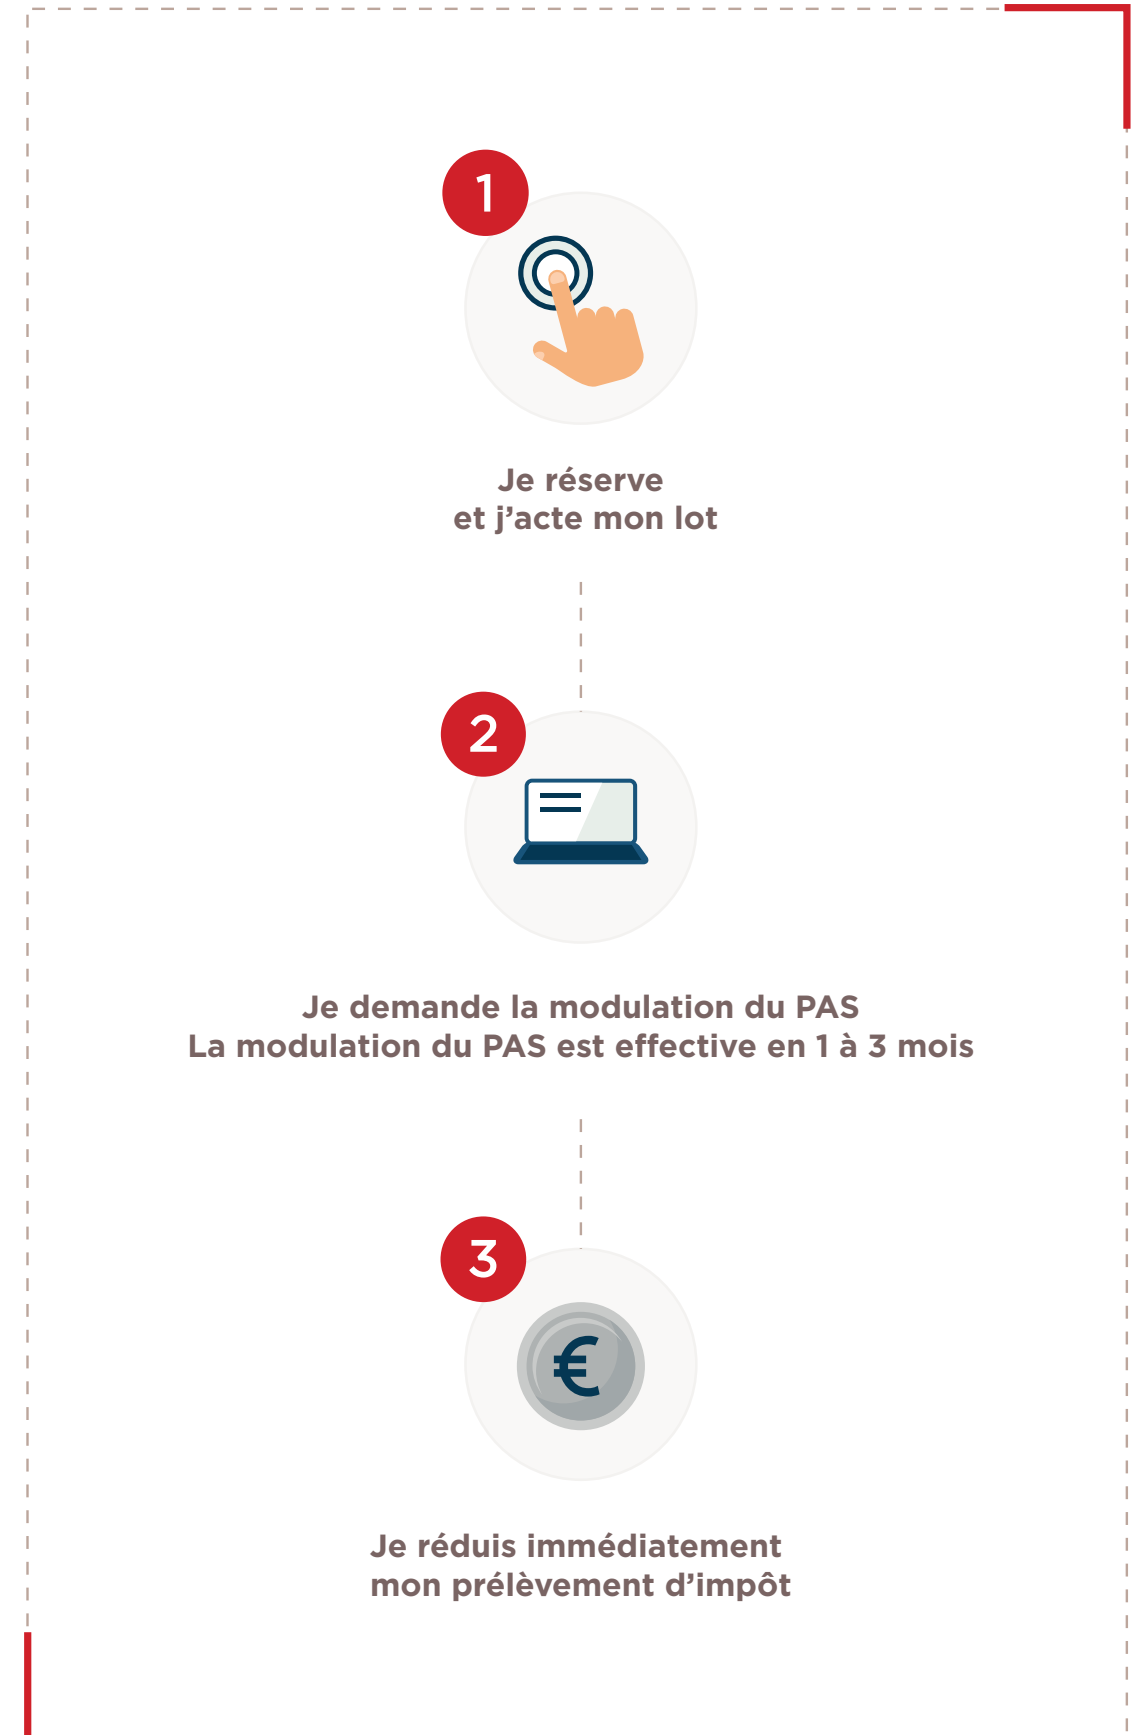 1
Je réserve
et j’acte mon lot
2
Je demande la modulation du PAS
La modulation du PAS est effective en 1 à 3 mois
3
€
Je réduis immédiatement
mon prélèvement d’impôt